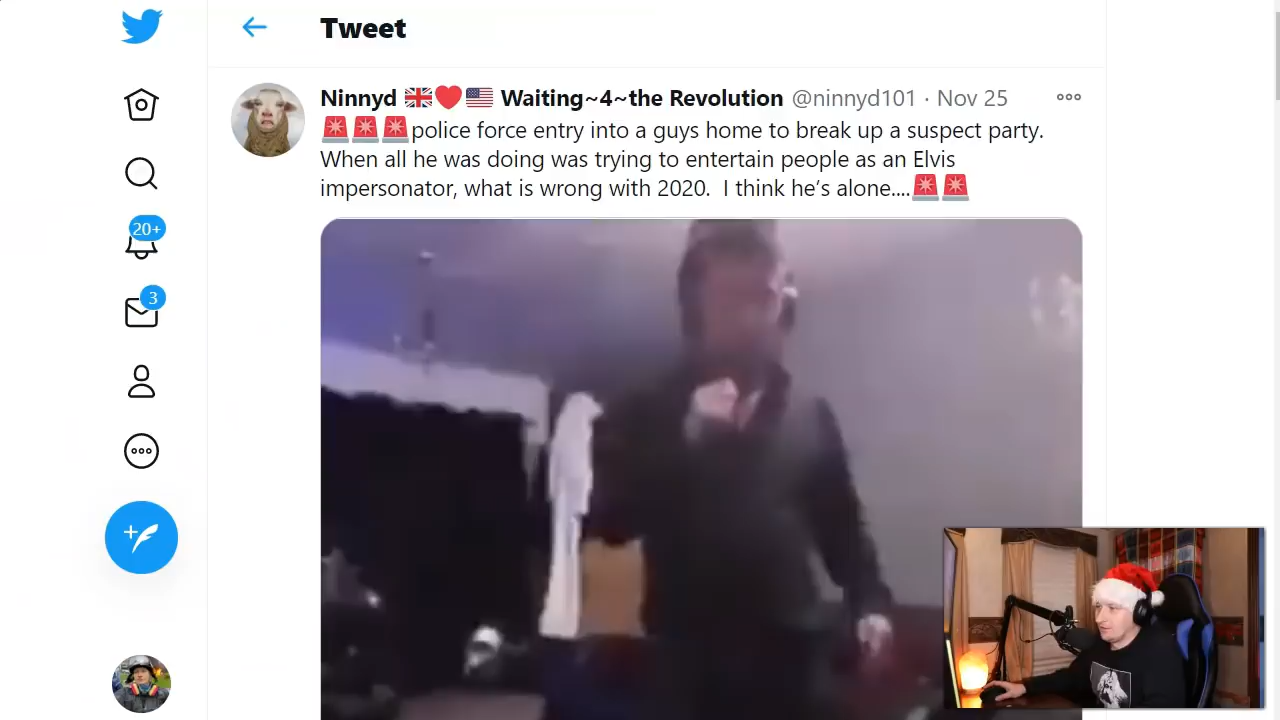 Tweet
Ninnyd 🇬🇧❤️🇺🇸 Waiting~4~the Revolution @ninnyd101 · Nov 25
🚨🚨🚨police force entry into a guys home to break up a suspect party.
When all he was doing was trying to entertain people as an Elvis
impersonator, what is wrong with 2020.  I think he’s alone....🚨🚨
20+
3